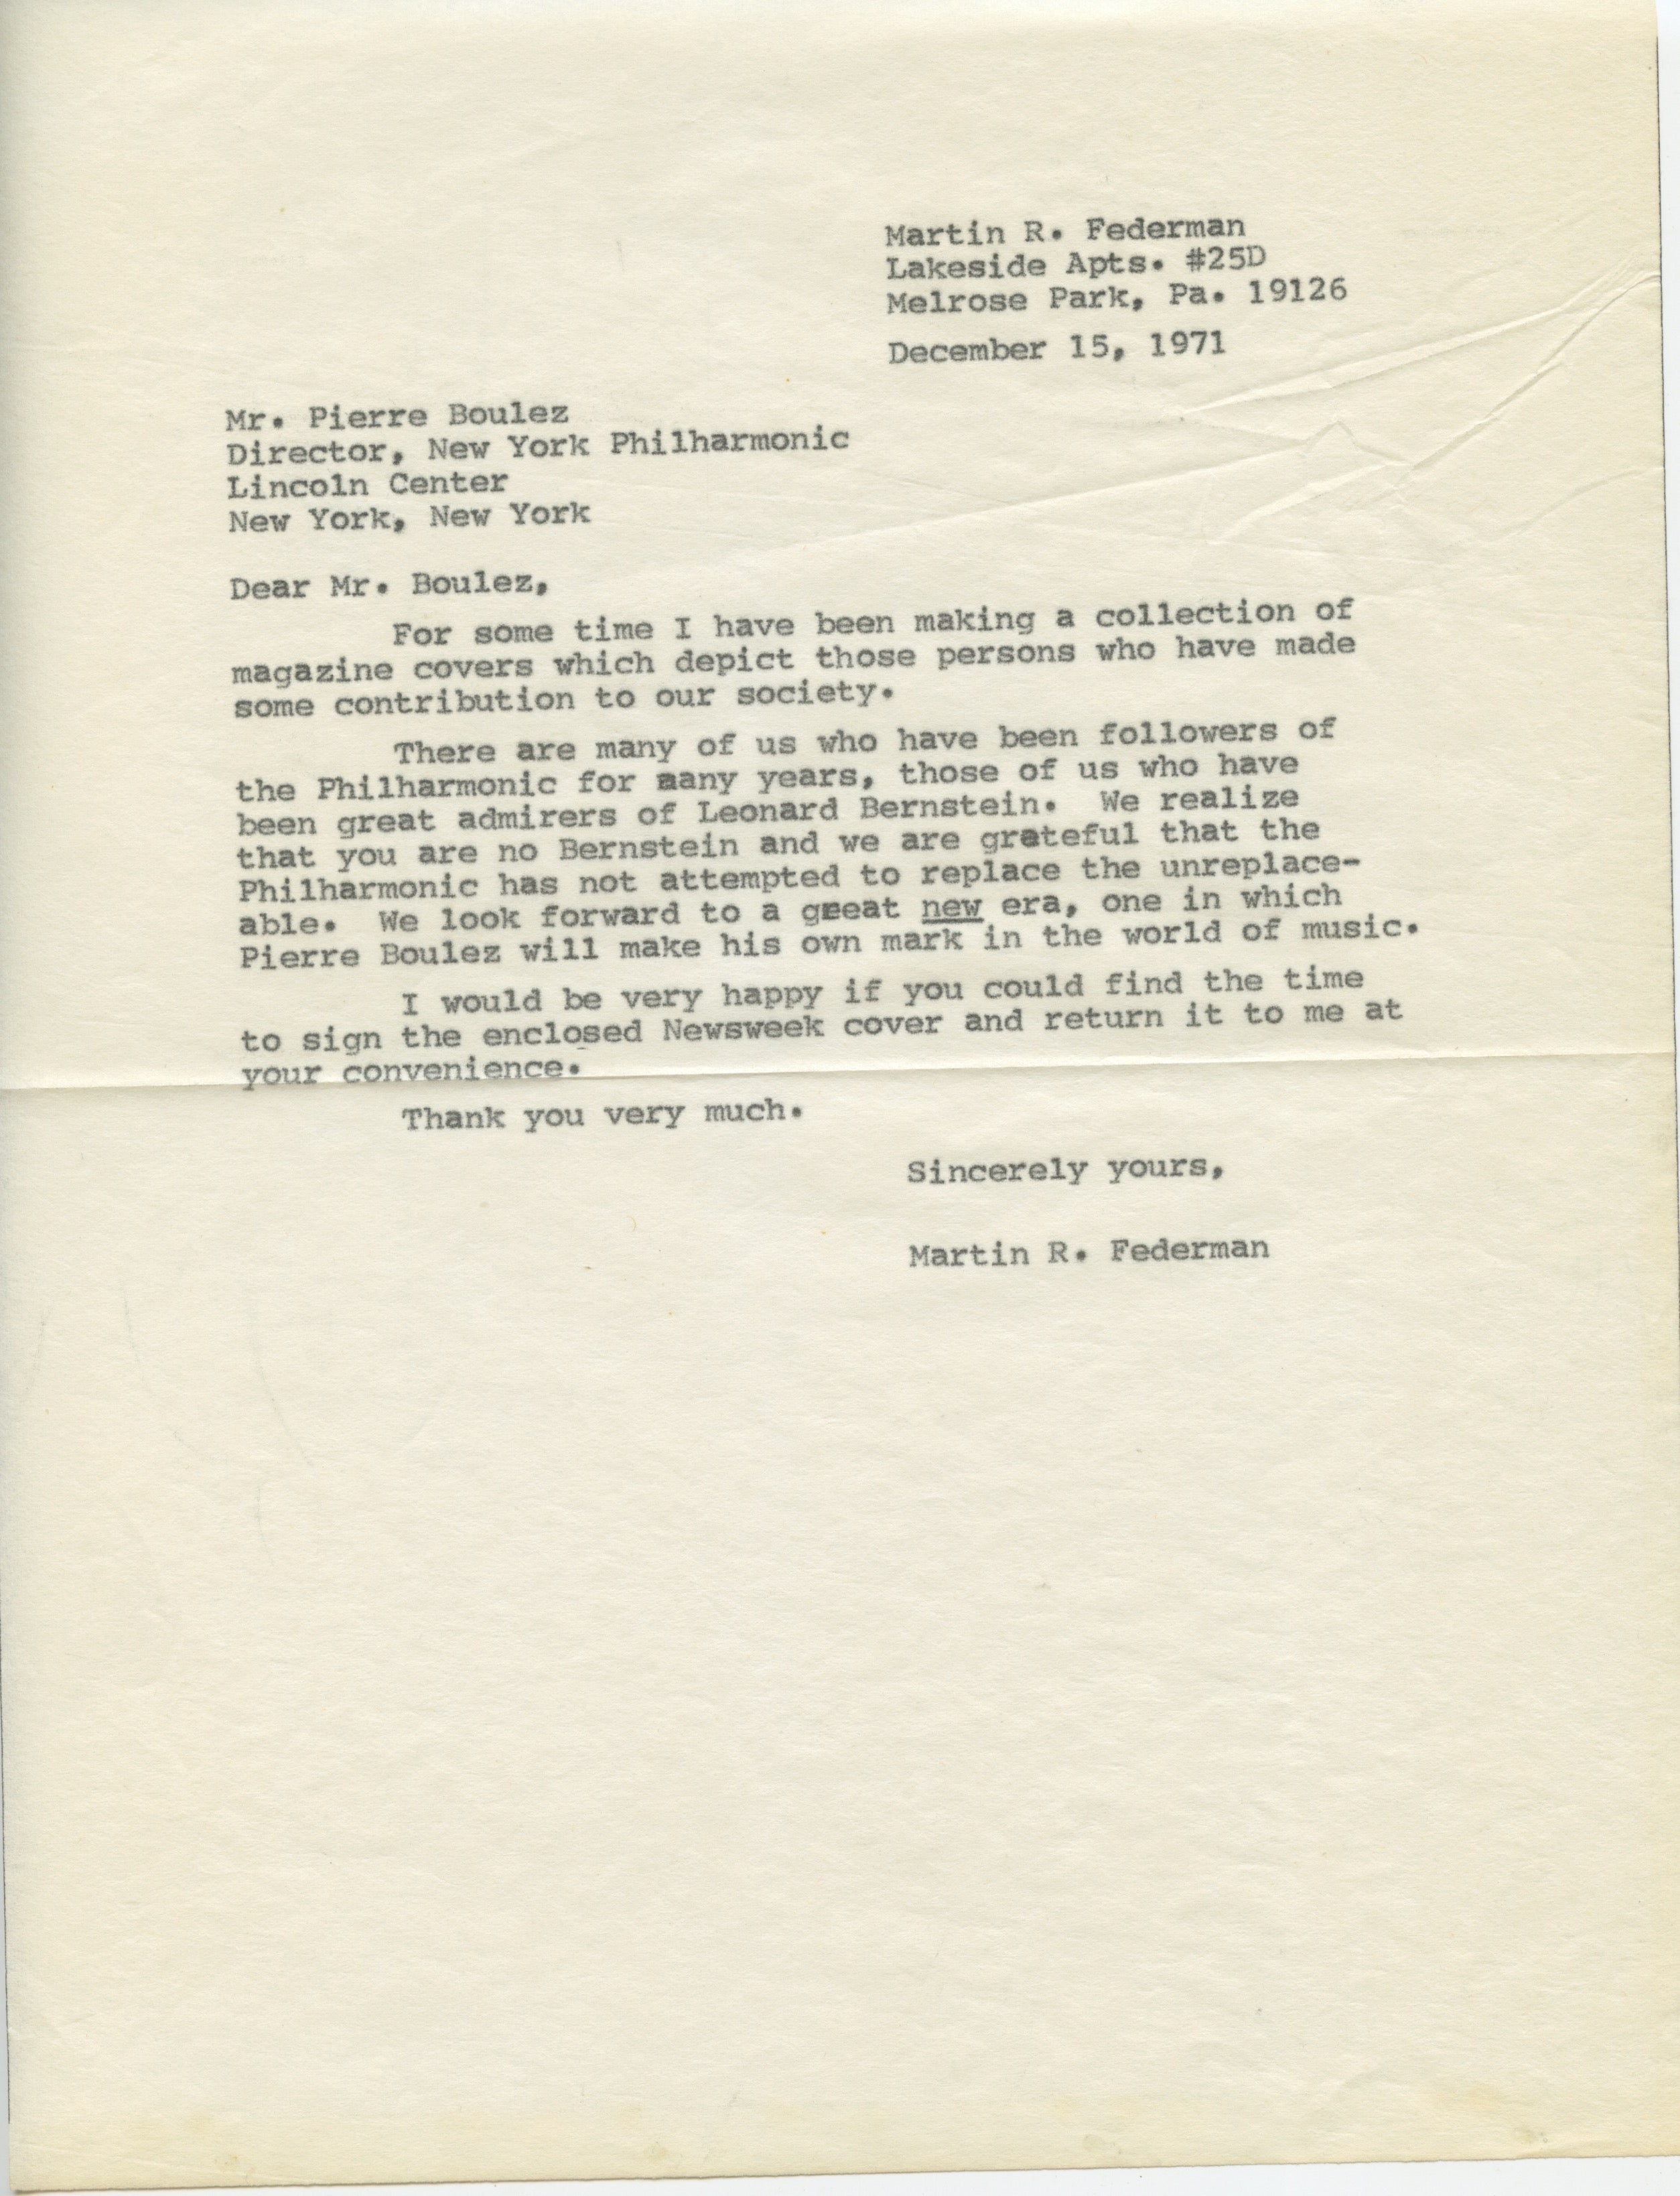 Martin R. Federman
Lakeside Apts. #25D
Melrose Park, Pa. 19126
December 15, 1971
Mr. Pierre Boulez
Director, New York Philharmonic
Lincoln Center
New York, New York
Dear Mr. Boulez,
For some time I have been making a collection of
magazine covers which depict those persons who have made
some contribution to our society.
There are many of us who have been followers of
the Philharmonic for many years, those of us who have
been great admirers of Leonard Bernstein. We realize
that you are no Bernstein and we are grateful that the
Philharmonic has not attempted to replace the unreplace-
able. We look forward to a great new era, one in which
Pierre Boulez will make his own mark in the world of music.
I would be very happy if you could find the time
to sign the enclosed Newsweek cover and return it to me at
your convenience.
Thank you very much.
Sincerely yours,
Martin R. Federman